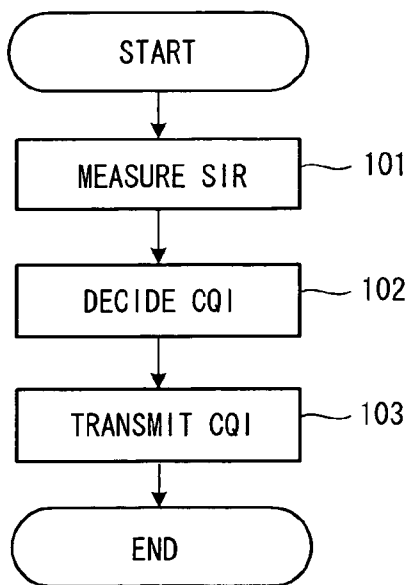 START
MEASURE SIR 101
DECIDE CQI 102
TRANSMIT CQI 103
END